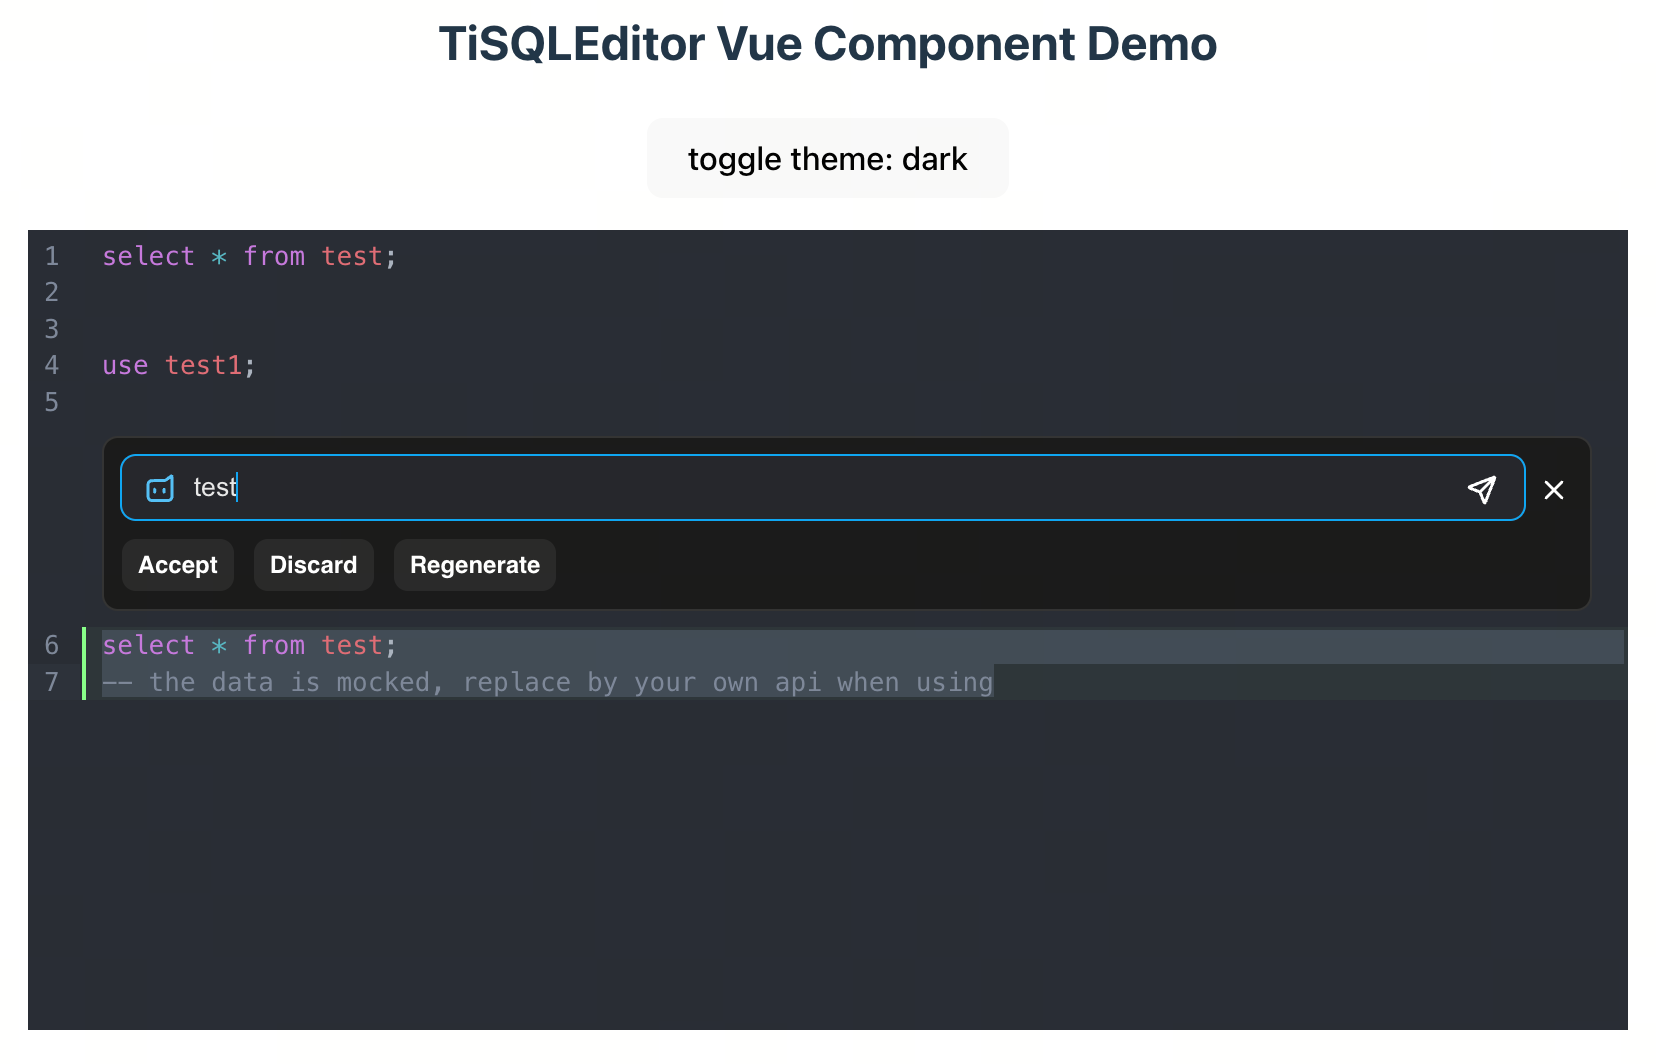 TiSQLEditor Vue Component Demo
toggle theme: dark
1 select * from test;
2
3
4 use test1;
5
test
Accept Discard Regenerate
6 select * from test;
7 -- the data is mocked, replace by your own api when using